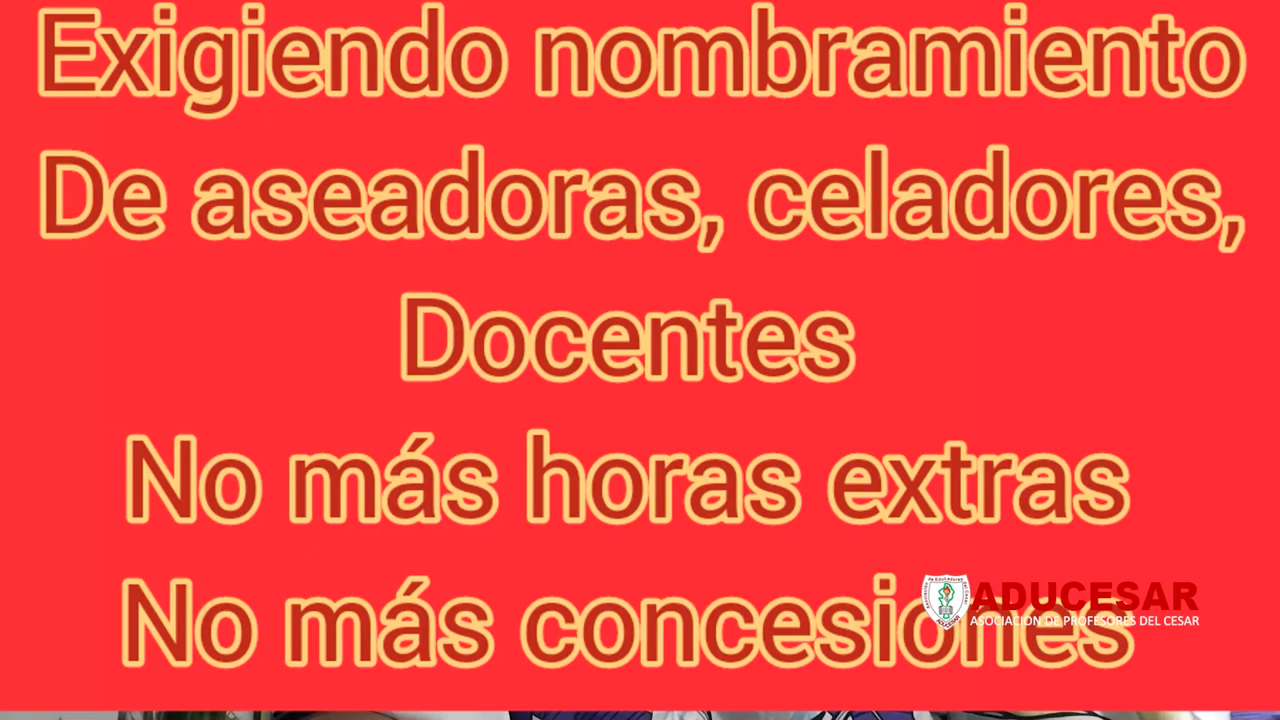 Exigiendo nombramiento
De aseadoras, celadores,
Docentes
No más horas extras
No más concesiones
ADUCESAR
ASOCIACIÓN DE PROFESORES DEL CESAR